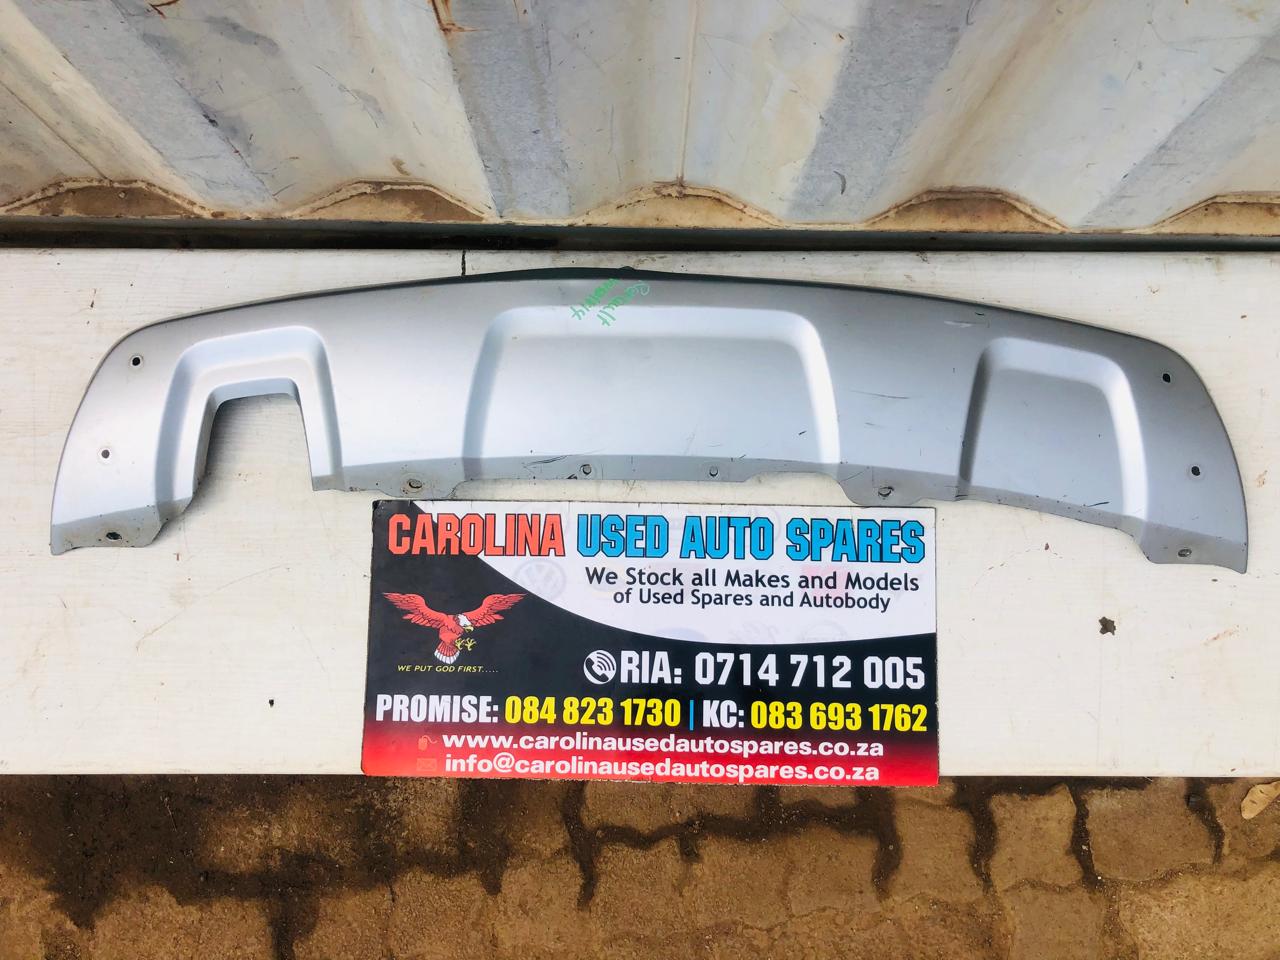 Renault
CAROLINA USED AUTO SPARES
We Stock all Makes and Models
of Used Spares and Autobody
WE PUT GOD FIRST.....
RIA: 0714 712 005
PROMISE: 084 823 1730 | KC: 083 693 1762
www.carolinausedautospares.co.za
info@carolinausedautospares.co.za